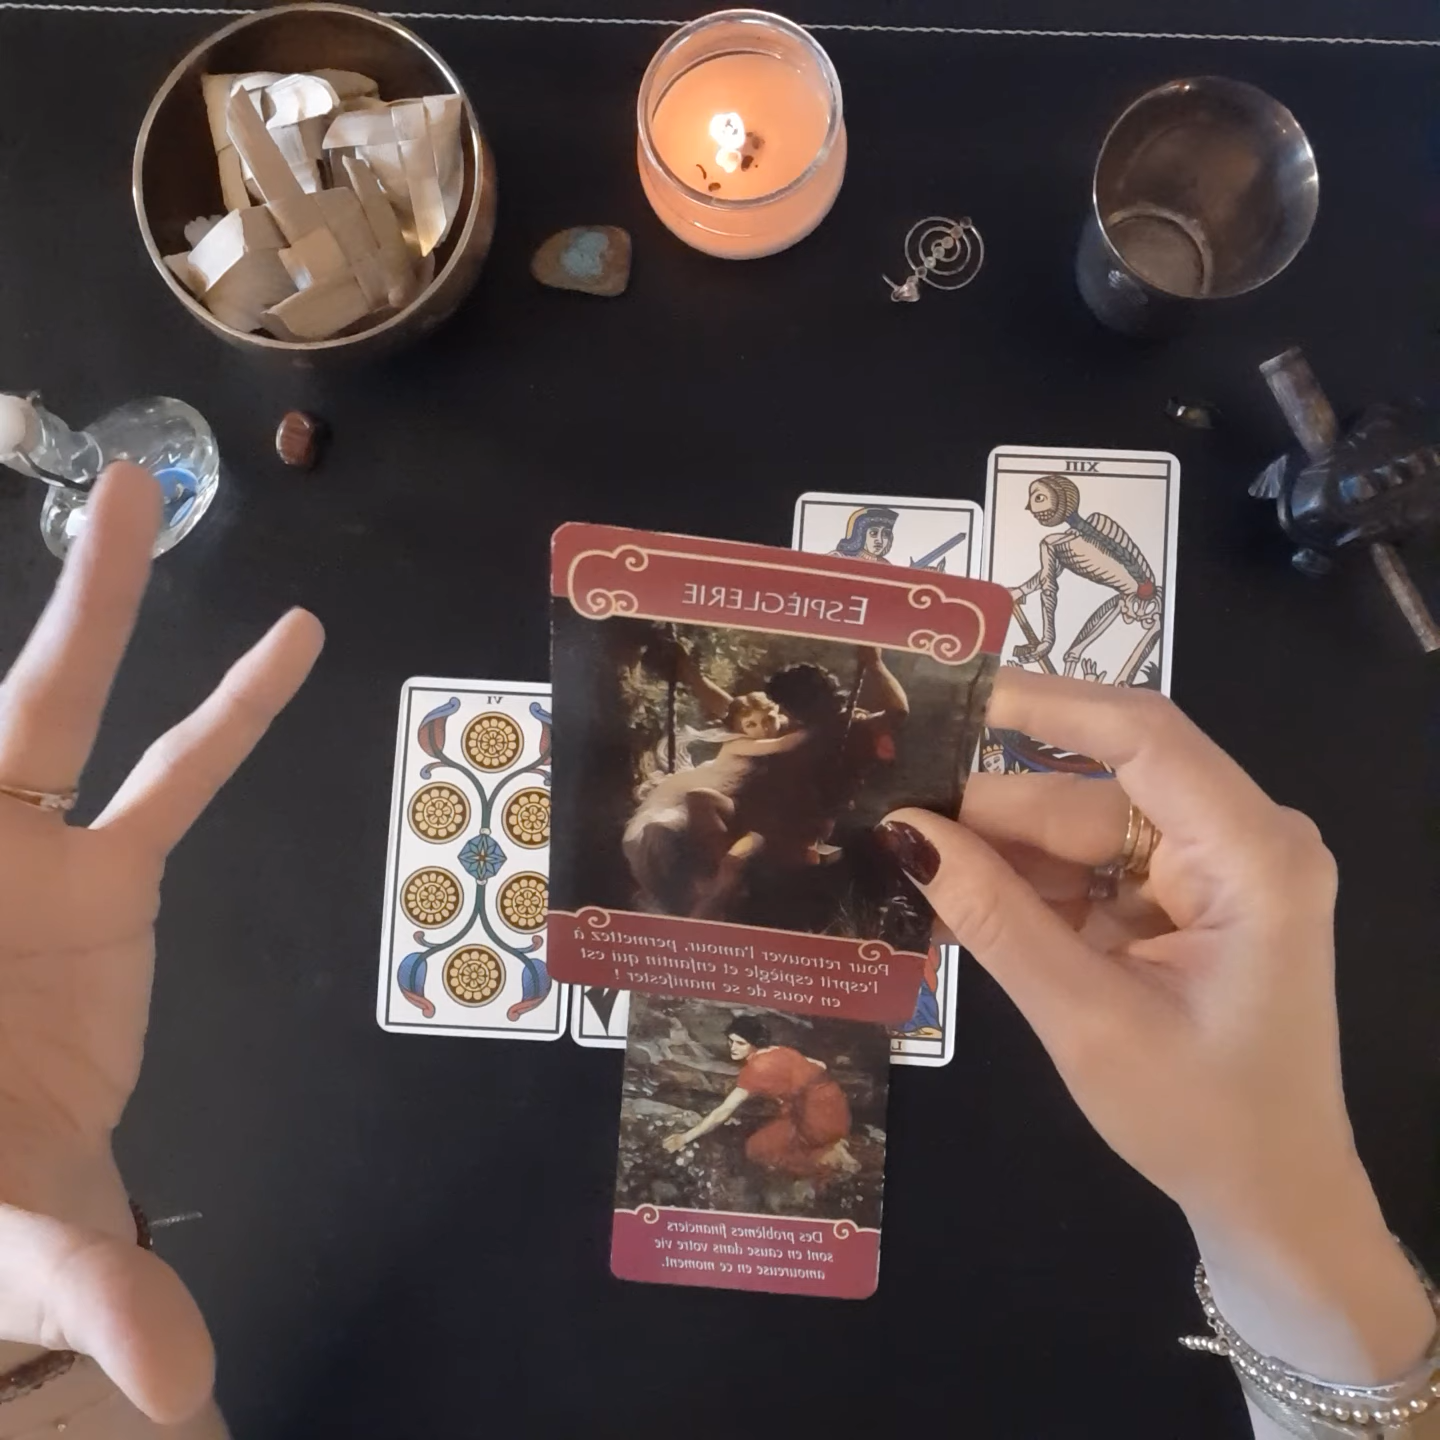 XIII
ESPIÈGLERIE
VI
Pour retrouver l'amour, permettez à
l'esprit espiègle et enfantin qui est
en vous de se manifester !
L
Des problèmes financiers
sont en cause dans votre vie
amoureuse en ce moment.